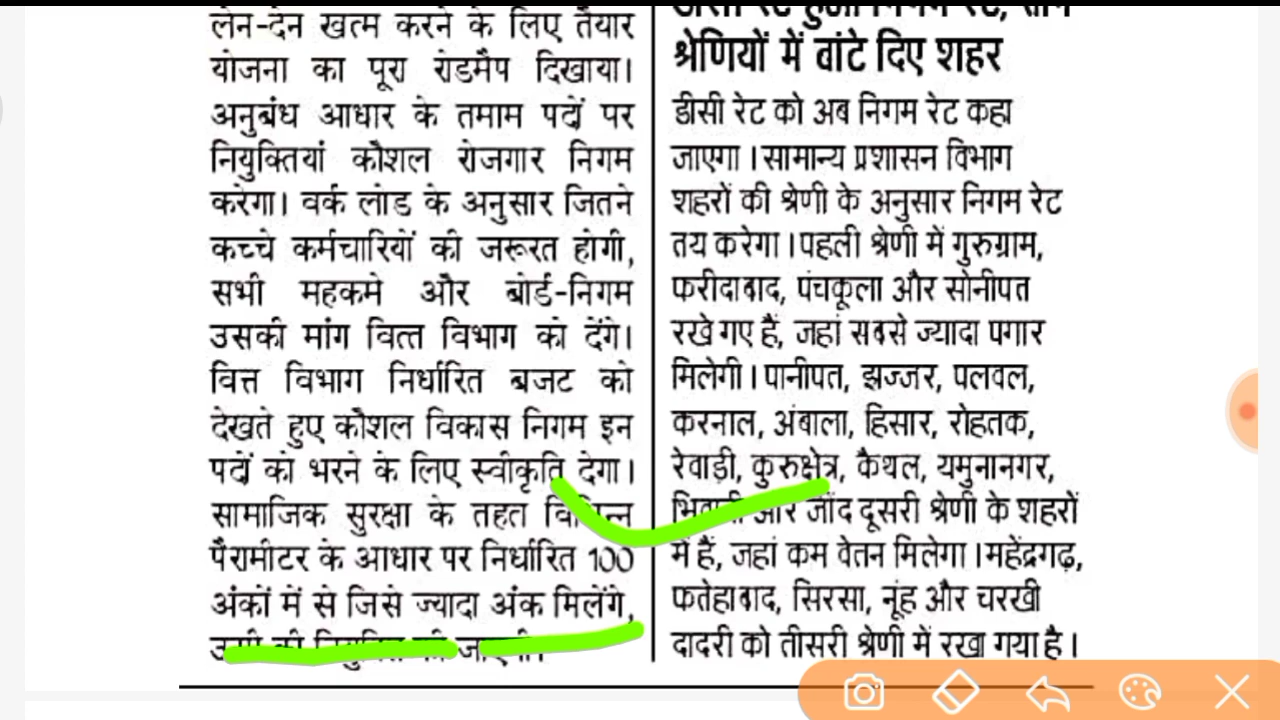 लेन-देन खत्म करने के लिए तैयार
योजना का पूरा रोडमैप दिखाया।
अनुबंध आधार के तमाम पदों पर
नियुक्तियां कौशल रोजगार निगम
करेगा। वर्क लोड के अनुसार जितने
कच्चे कर्मचारियों की जरूरत होगी,
सभी महकमे और बोर्ड-निगम
उसकी मांग वित्त विभाग को देंगे।
वित्त विभाग निर्धारित बजट को
देखते हुए कौशल विकास निगम इन
पदों को भरने के लिए स्वीकृति देगा।
सामाजिक सुरक्षा के तहत विभिन्न
पैरामीटर के आधार पर निर्धारित 100
अंकों में से जिसे ज्यादा अंक मिलेंगे,
उसी की नियुक्ति की जाएगी।
श्रेणियों में बांटे दिए शहर
डीसी रेट को अब निगम रेट कहा
जाएगा। सामान्य प्रशासन विभाग
शहरों की श्रेणी के अनुसार निगम रेट
तय करेगा। पहली श्रेणी में गुरुग्राम,
फरीदाबाद, पंचकूला और सोनीपत
रखे गए हैं, जहां सबसे ज्यादा पगार
मिलेगी। पानीपत, झज्जर, पलवल,
करनाल, अंबाला, हिसार, रोहतक,
रेवाड़ी, कुरुक्षेत्र, कैथल, यमुनानगर,
भिवानी और जींद दूसरी श्रेणी के शहरों
में हैं, जहां कम वेतन मिलेगा। महेंद्रगढ़,
फतेहाबाद, सिरसा, नूंह और चरखी
दादरी को तीसरी श्रेणी में रखा गया है।